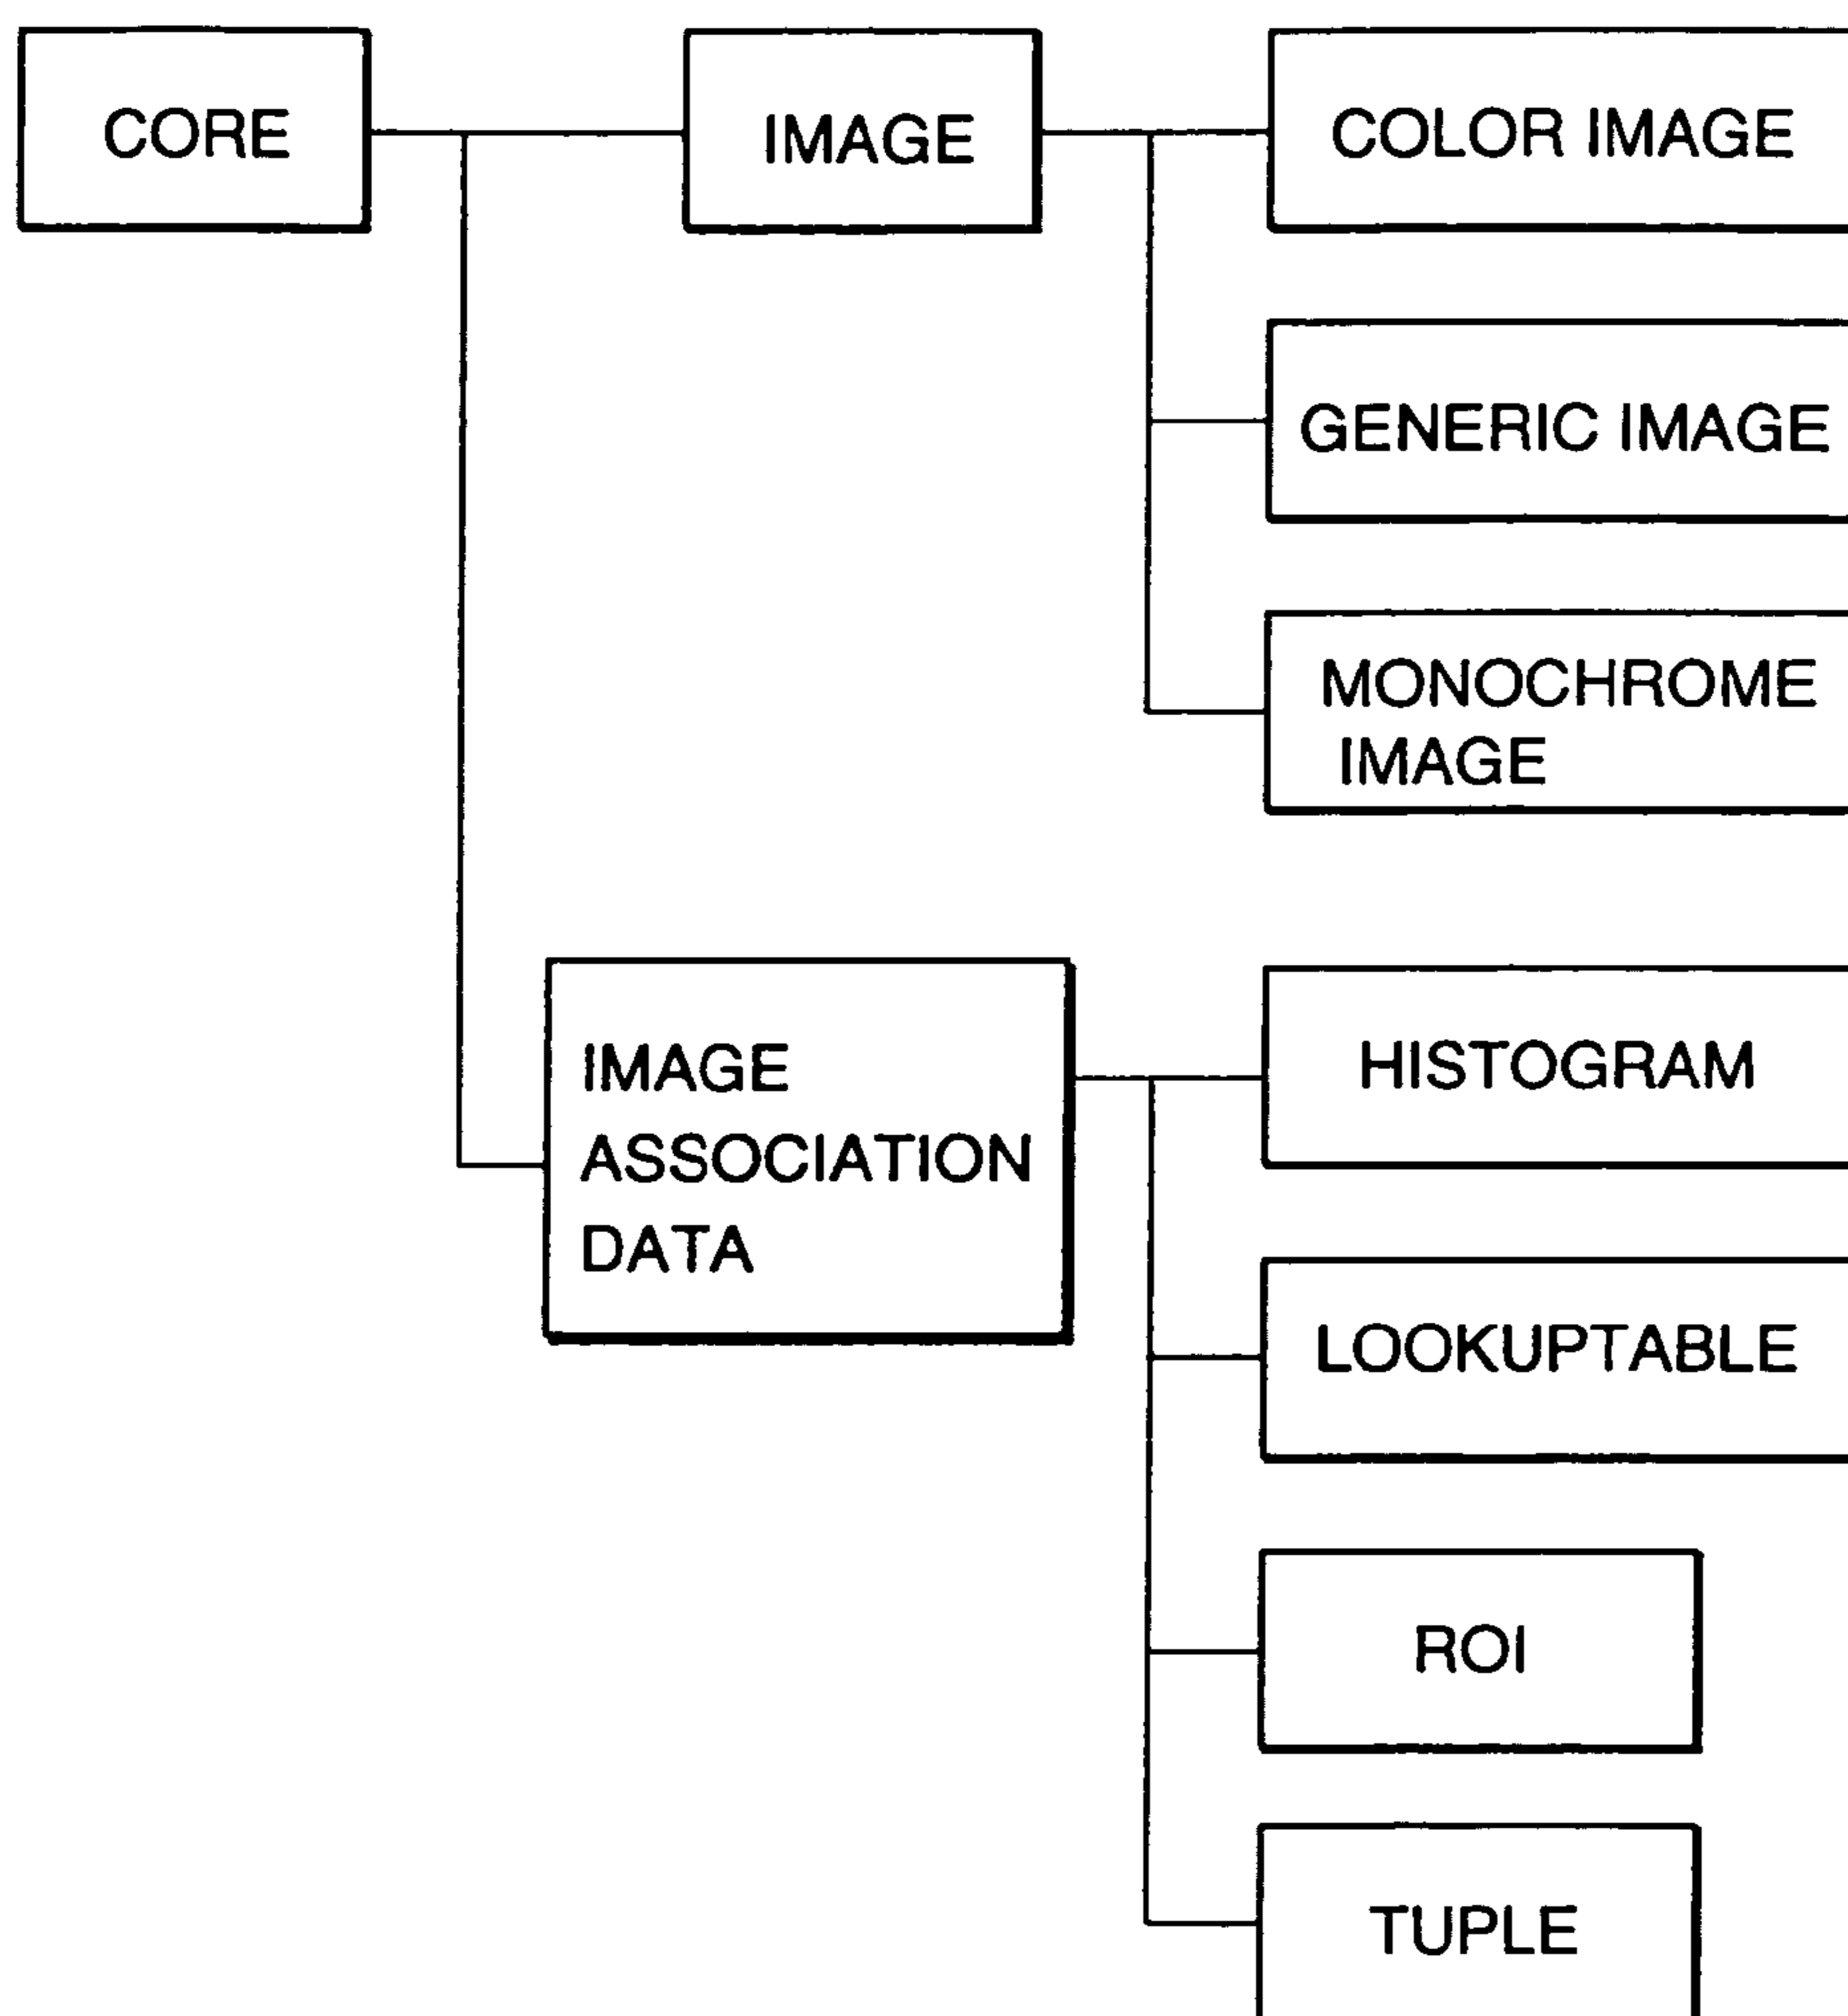 CORE
IMAGE
COLOR IMAGE
GENERIC IMAGE
MONOCHROME
IMAGE
IMAGE
ASSOCIATION
DATA
HISTOGRAM
LOOKUPTABLE
ROI
TUPLE